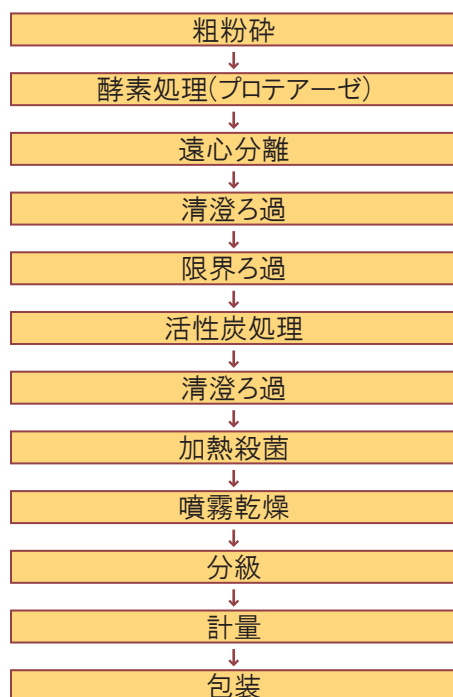 粗粉砕
↓
酵素処理(プロテアーゼ)
↓
遠心分離
↓
清澄ろ過
↓
限界ろ過
↓
活性炭処理
↓
清澄ろ過
↓
加熱殺菌
↓
噴霧乾燥
↓
分級
↓
計量
↓
包装